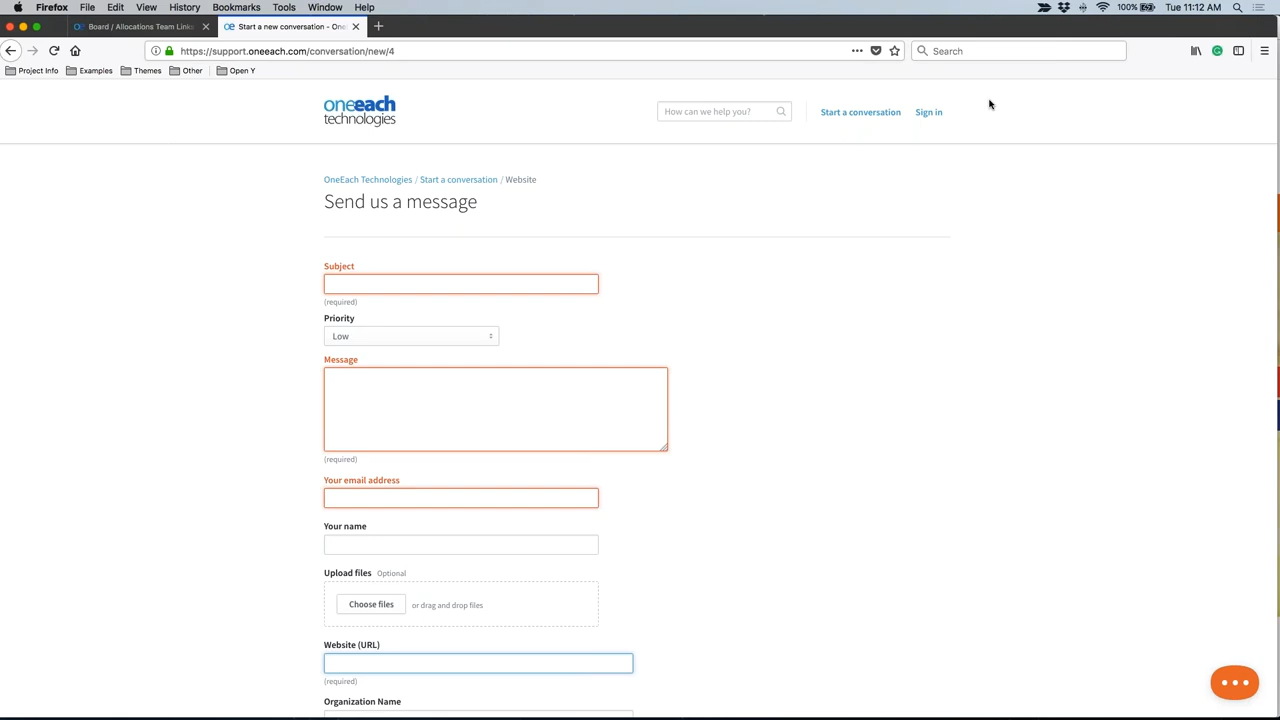 Firefox File Edit View History Bookmarks Tools Window Help 100% Tue 11:12 AM
Board / Allocations Team Links
Start a new conversation - One
https://support.oneeach.com/conversation/new/4
Search
Project Info Examples Themes Other Open Y
oneeach
technologies
How can we help you?
Start a conversation
Sign in
OneEach Technologies / Start a conversation / Website
Send us a message
Subject
(required)
Priority
Low
Message
(required)
Your email address
Your name
Upload files Optional
Choose files or drag and drop files
Website (URL)
(required)
Organization Name